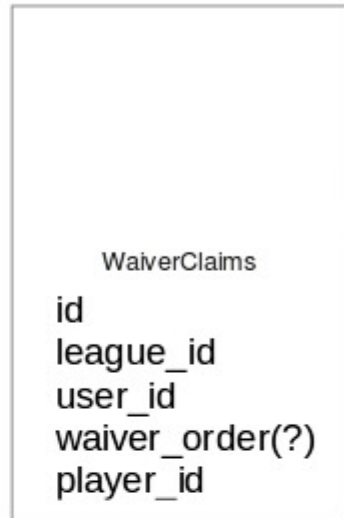 WaiverClaims
id
league_id
user_id
waiver_order(?)
player_id